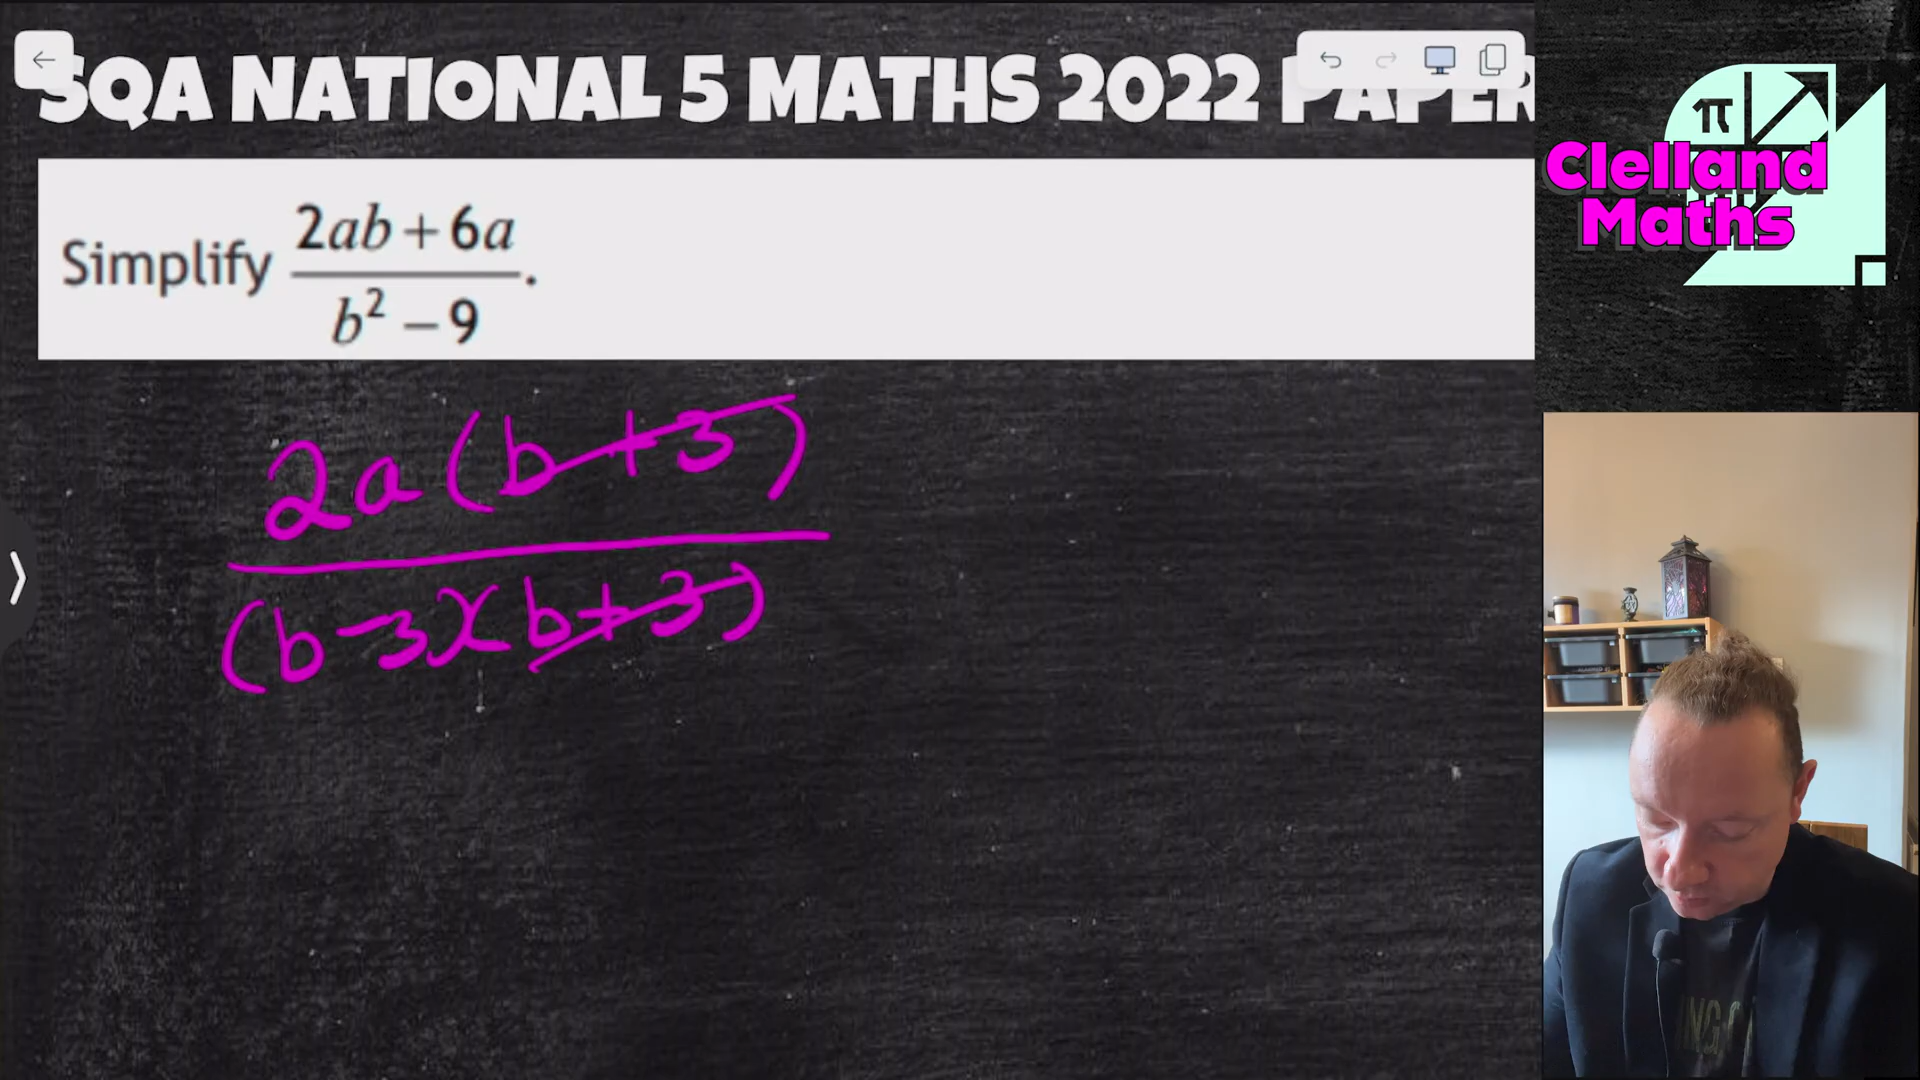 SQA NATIONAL 5 MATHS 2022 PAPER
π
Clelland
Maths
Simplify (2ab + 6a)/(b² − 9).
2a(b+3)
(b-3)(b+3)